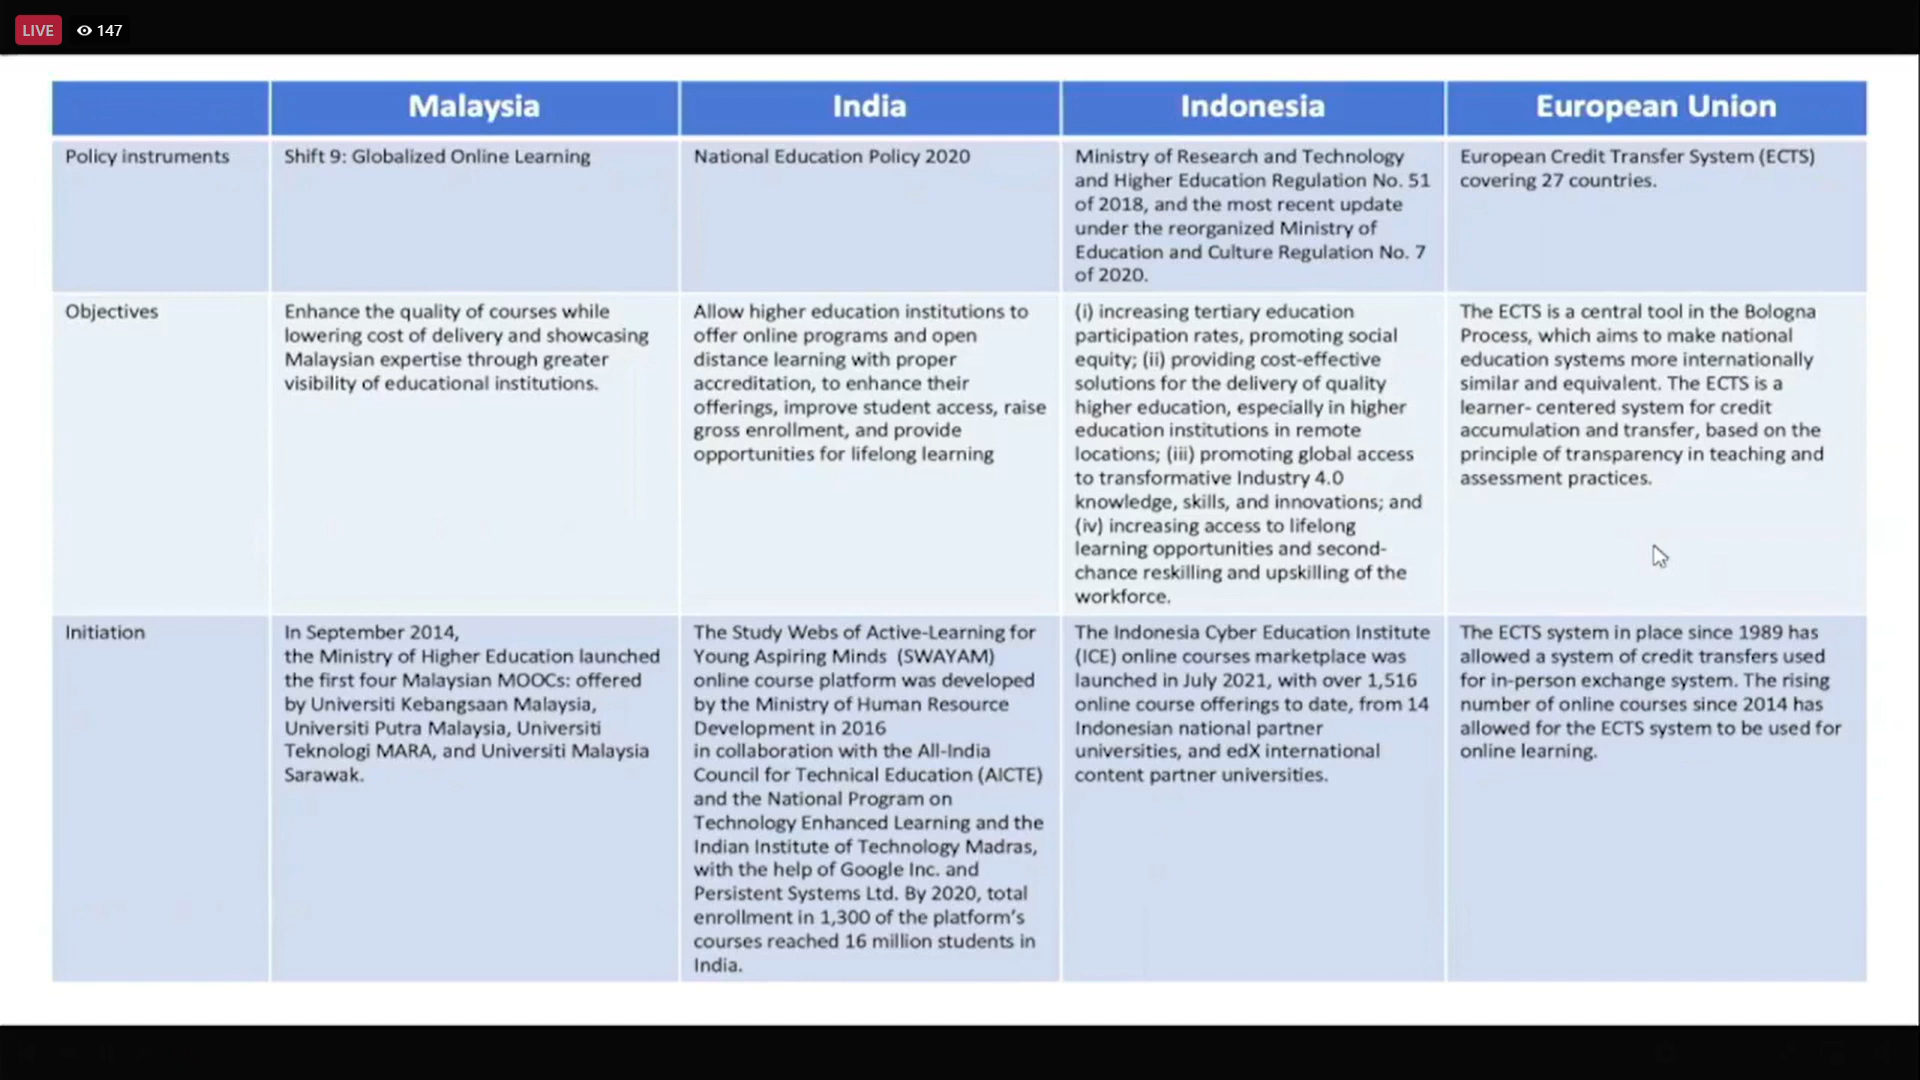 LIVE
147
Malaysia
India
Indonesia
European Union
Policy instruments
Shift 9: Globalized Online Learning
National Education Policy 2020
Ministry of Research and Technology
and Higher Education Regulation No. 51
of 2018, and the most recent update
under the reorganized Ministry of
Education and Culture Regulation No. 7
of 2020.
European Credit Transfer System (ECTS)
covering 27 countries.
Objectives
Enhance the quality of courses while
lowering cost of delivery and showcasing
Malaysian expertise through greater
visibility of educational institutions.
Allow higher education institutions to
offer online programs and open
distance learning with proper
accreditation, to enhance their
offerings, improve student access, raise
gross enrollment, and provide
opportunities for lifelong learning
(i) increasing tertiary education
participation rates, promoting social
equity; (ii) providing cost-effective
solutions for the delivery of quality
higher education, especially in higher
education institutions in remote
locations; (iii) promoting global access
to transformative Industry 4.0
knowledge, skills, and innovations; and
(iv) increasing access to lifelong
learning opportunities and second-
chance reskilling and upskilling of the
workforce.
The ECTS is a central tool in the Bologna
Process, which aims to make national
education systems more internationally
similar and equivalent. The ECTS is a
learner- centered system for credit
accumulation and transfer, based on the
principle of transparency in teaching and
assessment practices.
Initiation
In September 2014,
the Ministry of Higher Education launched
the first four Malaysian MOOCs: offered
by Universiti Kebangsaan Malaysia,
Universiti Putra Malaysia, Universiti
Teknologi MARA, and Universiti Malaysia
Sarawak.
The Study Webs of Active-Learning for
Young Aspiring Minds (SWAYAM)
online course platform was developed
by the Ministry of Human Resource
Development in 2016
in collaboration with the All-India
Council for Technical Education (AICTE)
and the National Program on
Technology Enhanced Learning and the
Indian Institute of Technology Madras,
with the help of Google Inc. and
Persistent Systems Ltd. By 2020, total
enrollment in 1,300 of the platform's
courses reached 16 million students in
India.
The Indonesia Cyber Education Institute
(ICE) online courses marketplace was
launched in July 2021, with over 1,516
online course offerings to date, from 14
Indonesian national partner
universities, and edX international
content partner universities.
The ECTS system in place since 1989 has
allowed a system of credit transfers used
for in-person exchange system. The rising
number of online courses since 2014 has
allowed for the ECTS system to be used for
online learning.